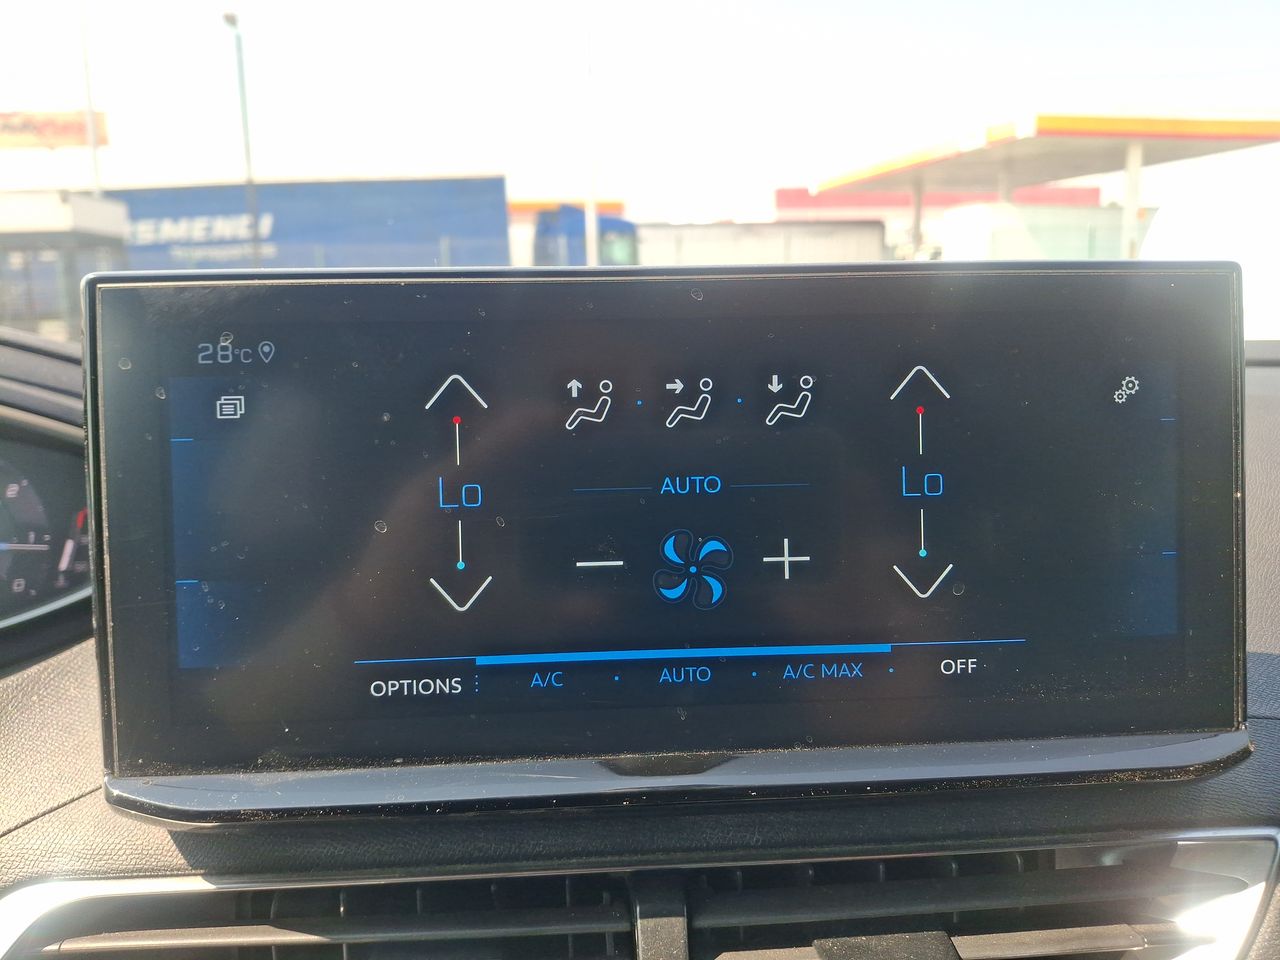 28°C
Lo
AUTO
Lo
OPTIONS
A/C
AUTO
A/C MAX
OFF